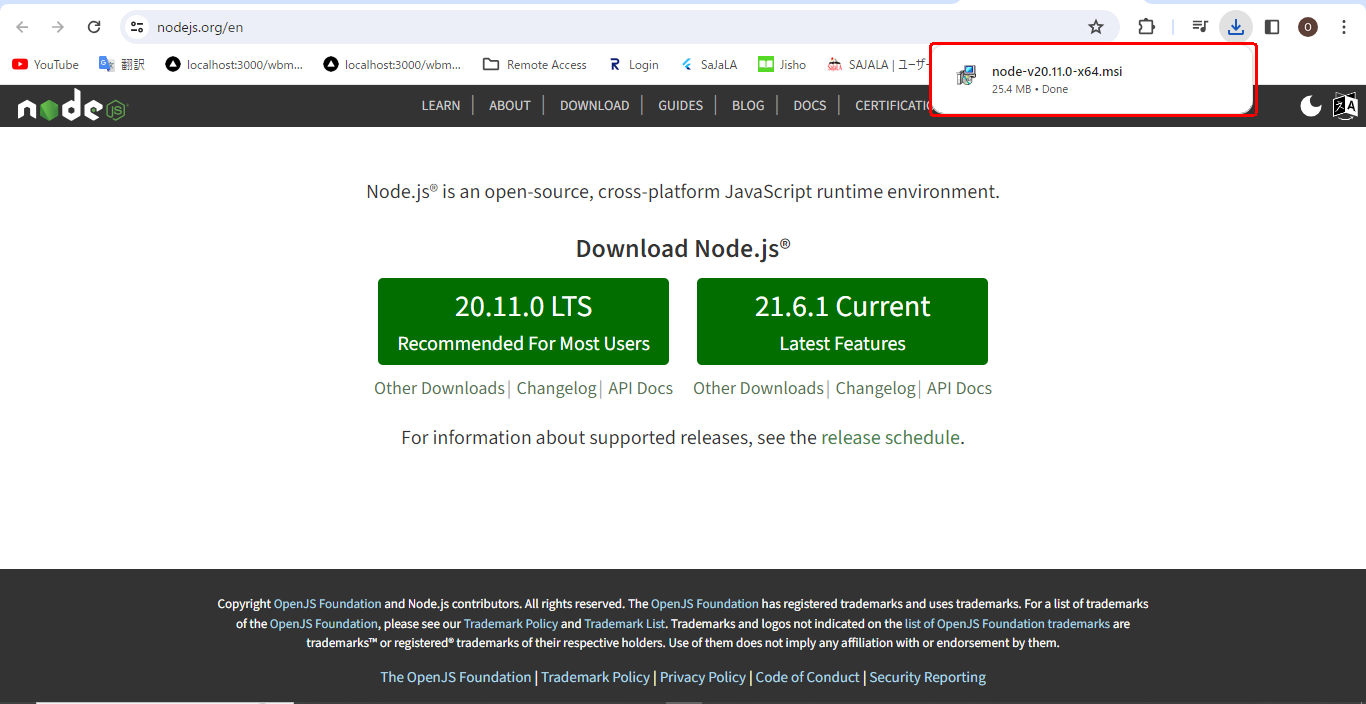 nodejs.org/en
O
YouTube 翻訳 localhost:3000/wbm... localhost:3000/wbm... Remote Access Login SaJaLA Jisho SAJALA | ユーザ
node-v20.11.0-x64.msi
25.4 MB • Done
node JS
LEARN ABOUT DOWNLOAD GUIDES BLOG DOCS CERTIFICATIO
Node.js® is an open-source, cross-platform JavaScript runtime environment.
Download Node.js®
20.11.0 LTS
Recommended For Most Users
21.6.1 Current
Latest Features
Other Downloads | Changelog | API Docs
Other Downloads | Changelog | API Docs
For information about supported releases, see the release schedule.
Copyright OpenJS Foundation and Node.js contributors. All rights reserved. The OpenJS Foundation has registered trademarks and uses trademarks. For a list of trademarks
of the OpenJS Foundation, please see our Trademark Policy and Trademark List. Trademarks and logos not indicated on the list of OpenJS Foundation trademarks are
trademarks™ or registered® trademarks of their respective holders. Use of them does not imply any affiliation with or endorsement by them.
The OpenJS Foundation | Trademark Policy | Privacy Policy | Code of Conduct | Security Reporting